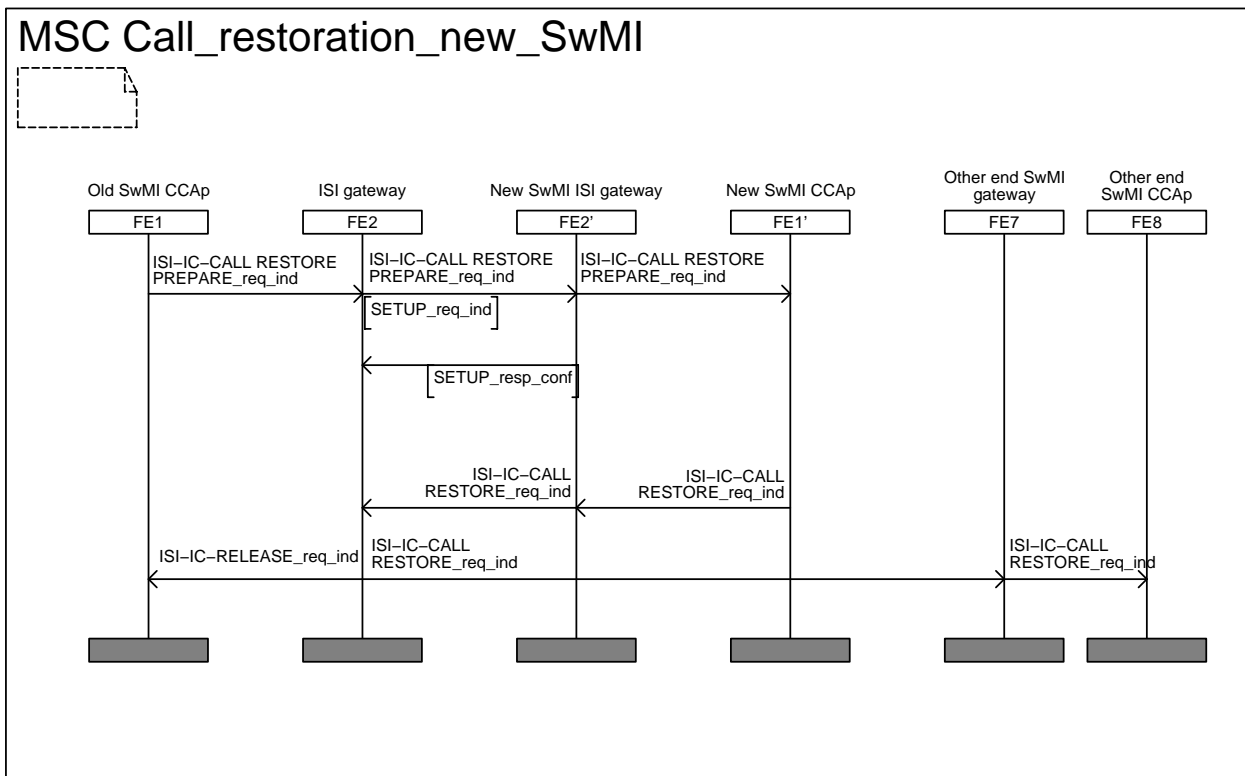 MSC Call_restoration_new_SwMI
Old SwMI CCAp
ISI gateway
New SwMI ISI gateway
New SwMI CCAp
Other end SwMI
gateway
Other end
SwMI CCAp
FE1
FE2
FE2'
FE1'
FE7
FE8
ISI–IC–CALL RESTORE
PREPARE_req_ind
ISI–IC–CALL RESTORE
PREPARE_req_ind
ISI–IC–CALL RESTORE
PREPARE_req_ind
SETUP_req_ind
SETUP_resp_conf
ISI–IC–CALL
RESTORE_req_ind
ISI–IC–CALL
RESTORE_req_ind
ISI–IC–RELEASE_req_ind
ISI–IC–CALL
RESTORE_req_ind
ISI–IC–CALL
RESTORE_req_ind